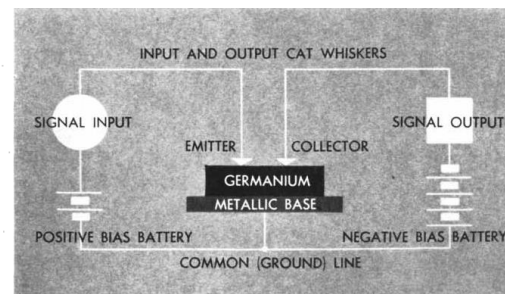 INPUT AND OUTPUT CAT WHISKERS
SIGNAL INPUT
SIGNAL OUTPUT
EMITTER
COLLECTOR
GERMANIUM
METALLIC BASE
POSITIVE BIAS BATTERY
NEGATIVE BIAS BATTERY
COMMON (GROUND) LINE